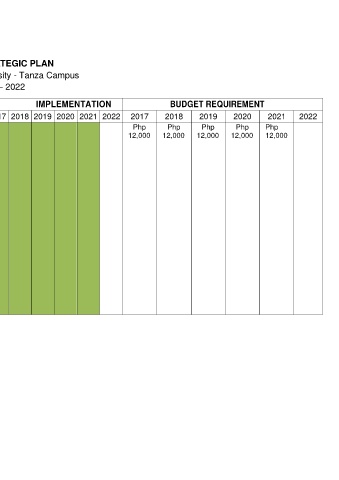 TEGIC PLAN
sity - Tanza Campus
- 2022
IMPLEMENTATION BUDGET REQUIREMENT
17 2018 2019 2020 2021 2022 2017 2018 2019 2020 2021 2022
Php Php Php Php Php
12,000 12,000 12,000 12,000 12,000